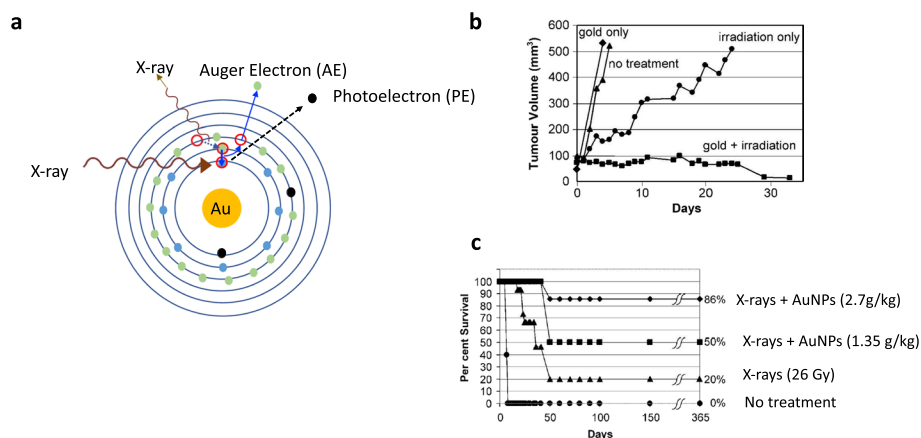 a
X-ray
Auger Electron (AE)
Photoelectron (PE)
X-ray
Au
b
Tumour Volume (mm³)
600
500
400
300
200
100
0
gold only
no treatment
irradiation only
gold + irradiation
0
10
20
30
Days
c
Per cent Survival
100
90
80
70
60
50
40
30
20
10
0
86%
X-rays + AuNPs (2.7g/kg)
50%
X-rays + AuNPs (1.35 g/kg)
20%
X-rays (26 Gy)
0%
No treatment
0
50
100
150
365
Days